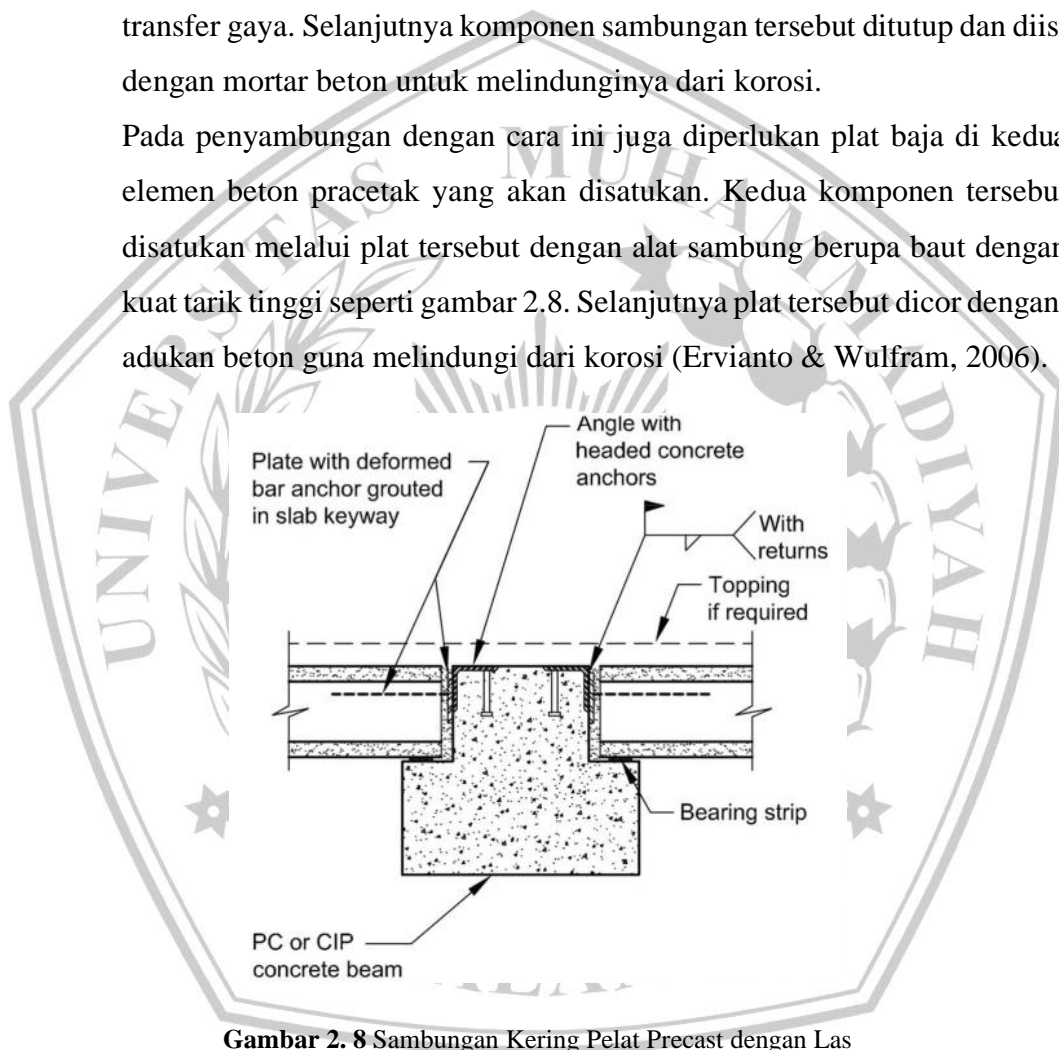 transfer gaya. Selanjutnya komponen sambungan tersebut ditutup dan diis
dengan mortar beton untuk melindunginya dari korosi.
Pada penyambungan dengan cara ini juga diperlukan plat baja di kedua
elemen beton pracetak yang akan disatukan. Kedua komponen tersebu
disatukan melalui plat tersebut dengan alat sambung berupa baut dengan
kuat tarik tinggi seperti gambar 2.8. Selanjutnya plat tersebut dicor dengan
adukan beton guna melindungi dari korosi (Ervianto & Wulfram, 2006).
UNIVERSITAS MUHAMMADIYAH
Plate with deformed
bar anchor grouted
in slab keyway
Angle with
headed concrete
anchors
With
returns
Topping
if required
Bearing strip
PC or CIP
concrete beam
Gambar 2. 8 Sambungan Kering Pelat Precast dengan Las